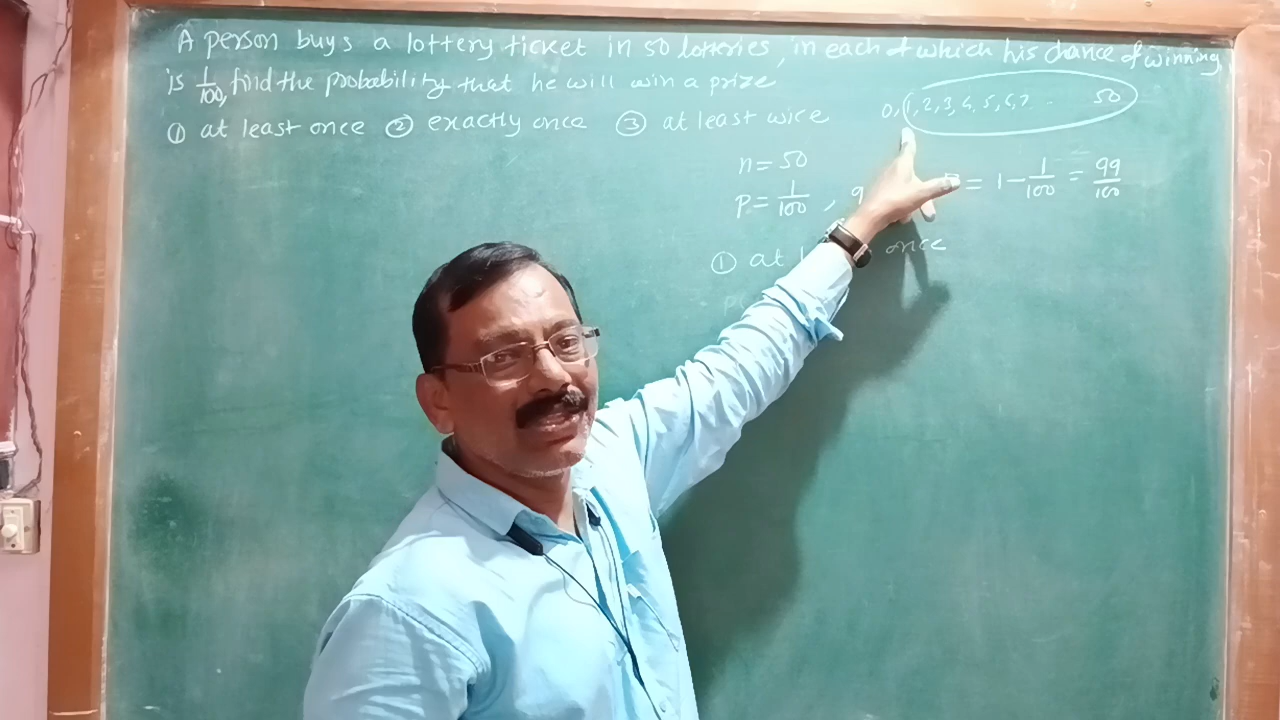 A person buys a lottery ticket in 50 lotteries, in each of which his chance of winning
is 1/100, find the probability that he will win a prize
① at least once ② exactly once ③ at least wice
0, 1, 2, 3, 4, 5, 6, 7 .. 50
n = 50
p = 1/100 , q = 1 - 1/100 = 99/100
① at once